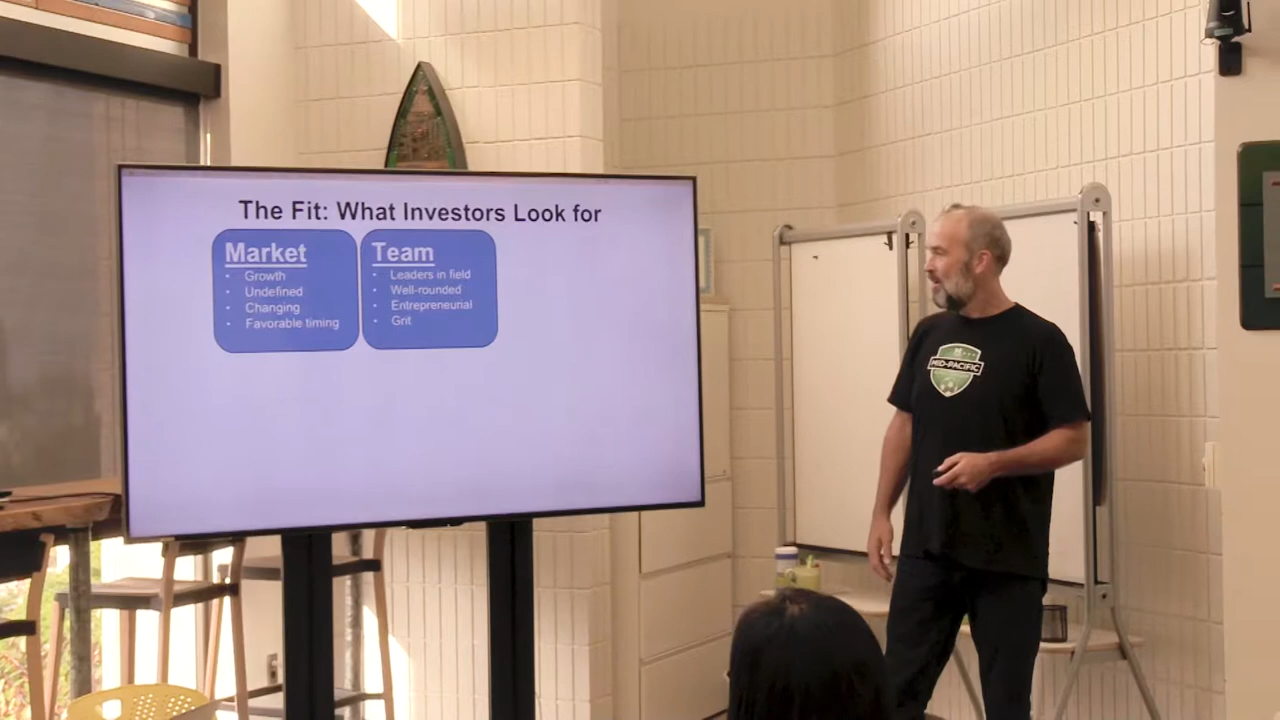 The Fit: What Investors Look for
Market
• Growth
• Undefined
• Changing
• Favorable timing
Team
• Leaders in field
• Well-rounded
• Entrepreneurial
• Grit
MID-PACIFIC